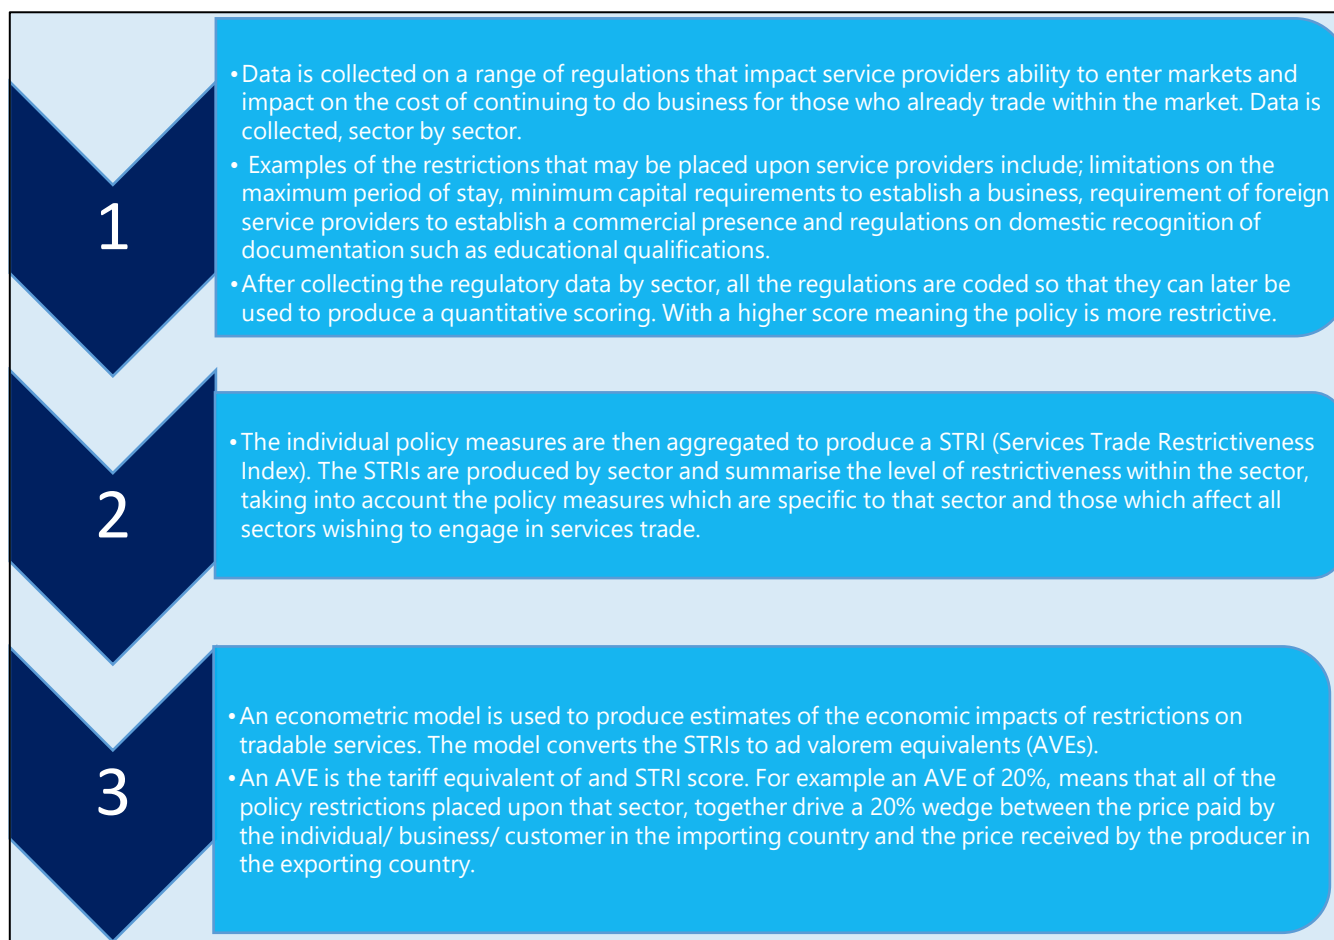 1
•Data is collected on a range of regulations that impact service providers ability to enter markets and
impact on the cost of continuing to do business for those who already trade within the market. Data is
collected, sector by sector.
• Examples of the restrictions that may be placed upon service providers include; limitations on the
maximum period of stay, minimum capital requirements to establish a business, requirement of foreign
service providers to establish a commercial presence and regulations on domestic recognition of
documentation such as educational qualifications.
•After collecting the regulatory data by sector, all the regulations are coded so that they can later be
used to produce a quantitative scoring. With a higher score meaning the policy is more restrictive.
2
•The individual policy measures are then aggregated to produce a STRI (Services Trade Restrictiveness
Index). The STRIs are produced by sector and summarise the level of restrictiveness within the sector,
taking into account the policy measures which are specific to that sector and those which affect all
sectors wishing to engage in services trade.
3
•An econometric model is used to produce estimates of the economic impacts of restrictions on
tradable services. The model converts the STRIs to ad valorem equivalents (AVEs).
•An AVE is the tariff equivalent of and STRI score. For example an AVE of 20%, means that all of the
policy restrictions placed upon that sector, together drive a 20% wedge between the price paid by
the individual/ business/ customer in the importing country and the price received by the producer in
the exporting country.